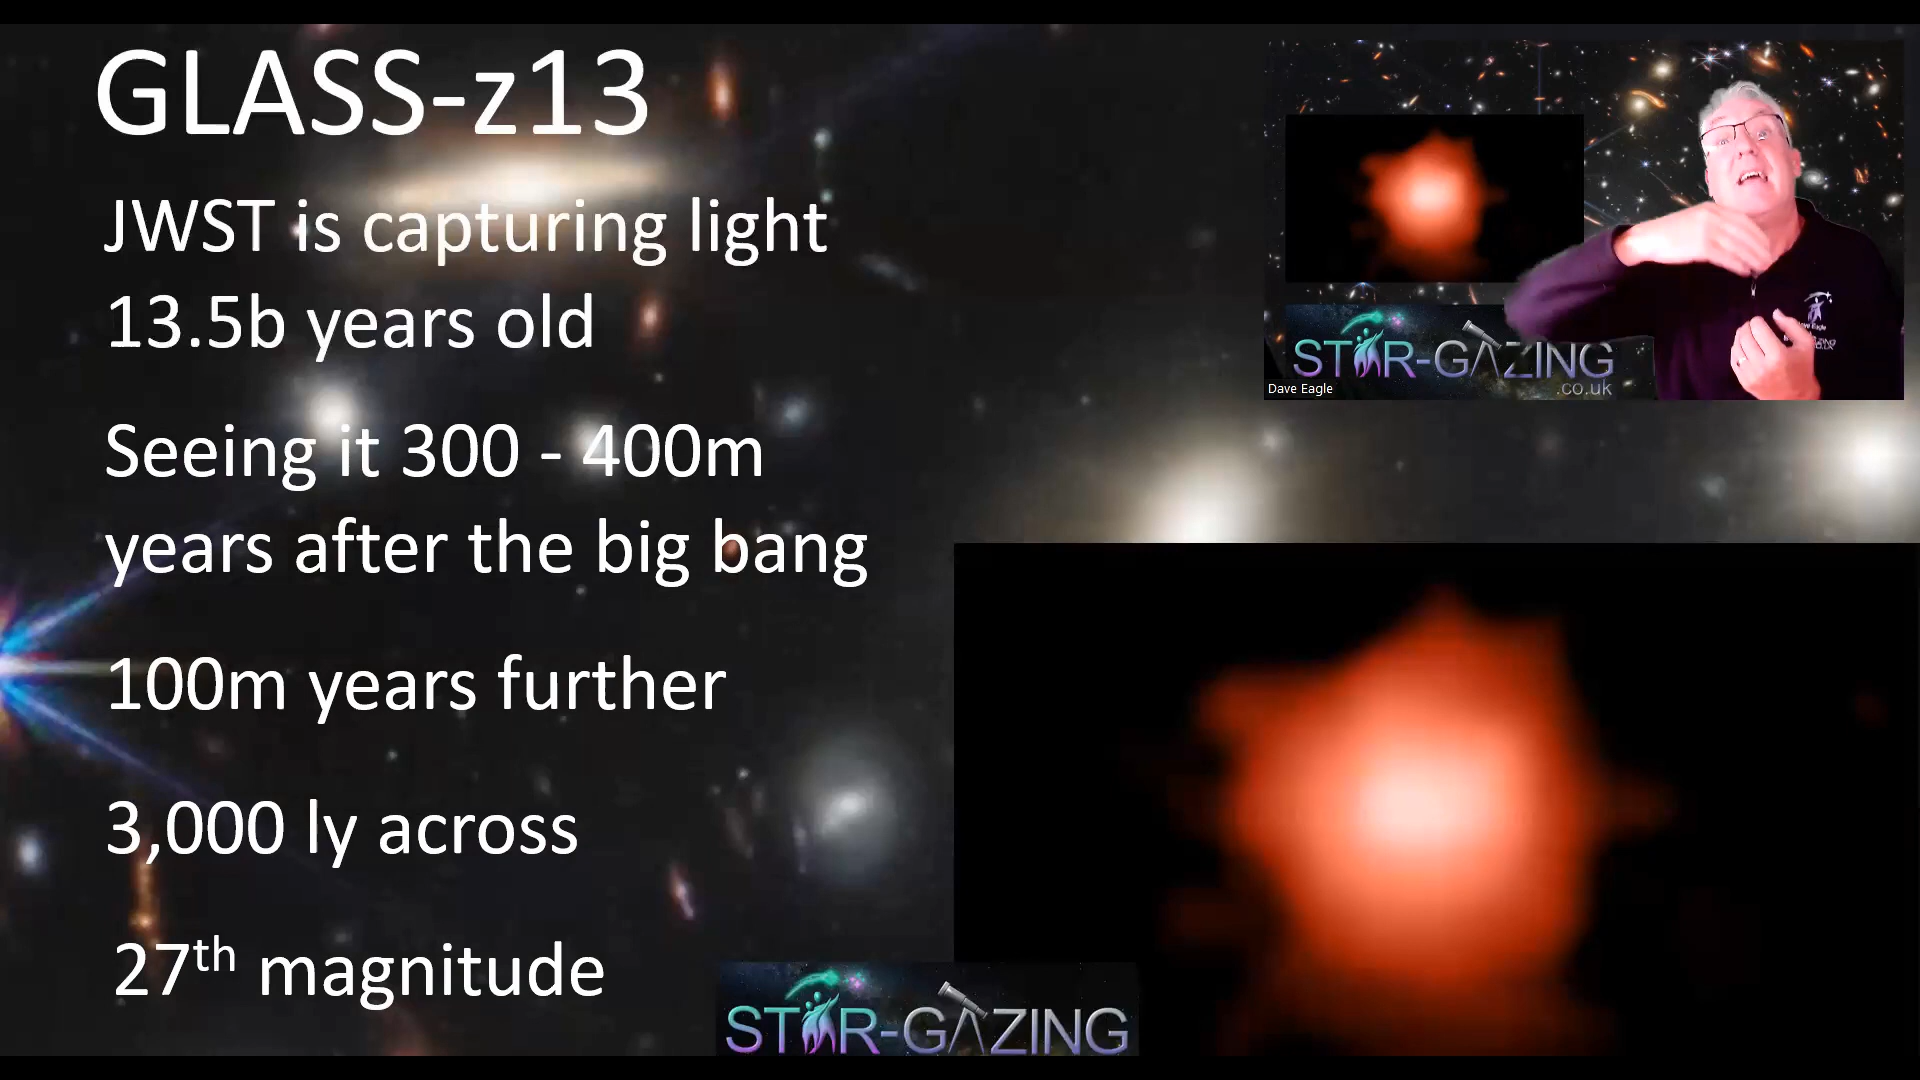 GLASS-z13
JWST is capturing light
13.5b years old
Seeing it 300 - 400m
years after the big bang
100m years further
3,000 ly across
27th magnitude
STAR-GAZING
STAR-GAZING
.co.uk
Dave Eagle